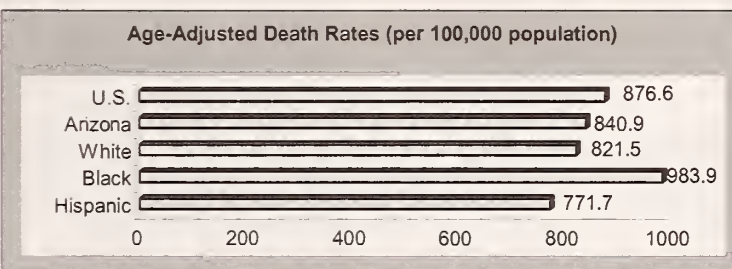 Age-Adjusted Death Rates (per 100,000 population)
U.S. 876.6
Arizona 840.9
White 821.5
Black 983.9
Hispanic 771.7
0 200 400 600 800 1000